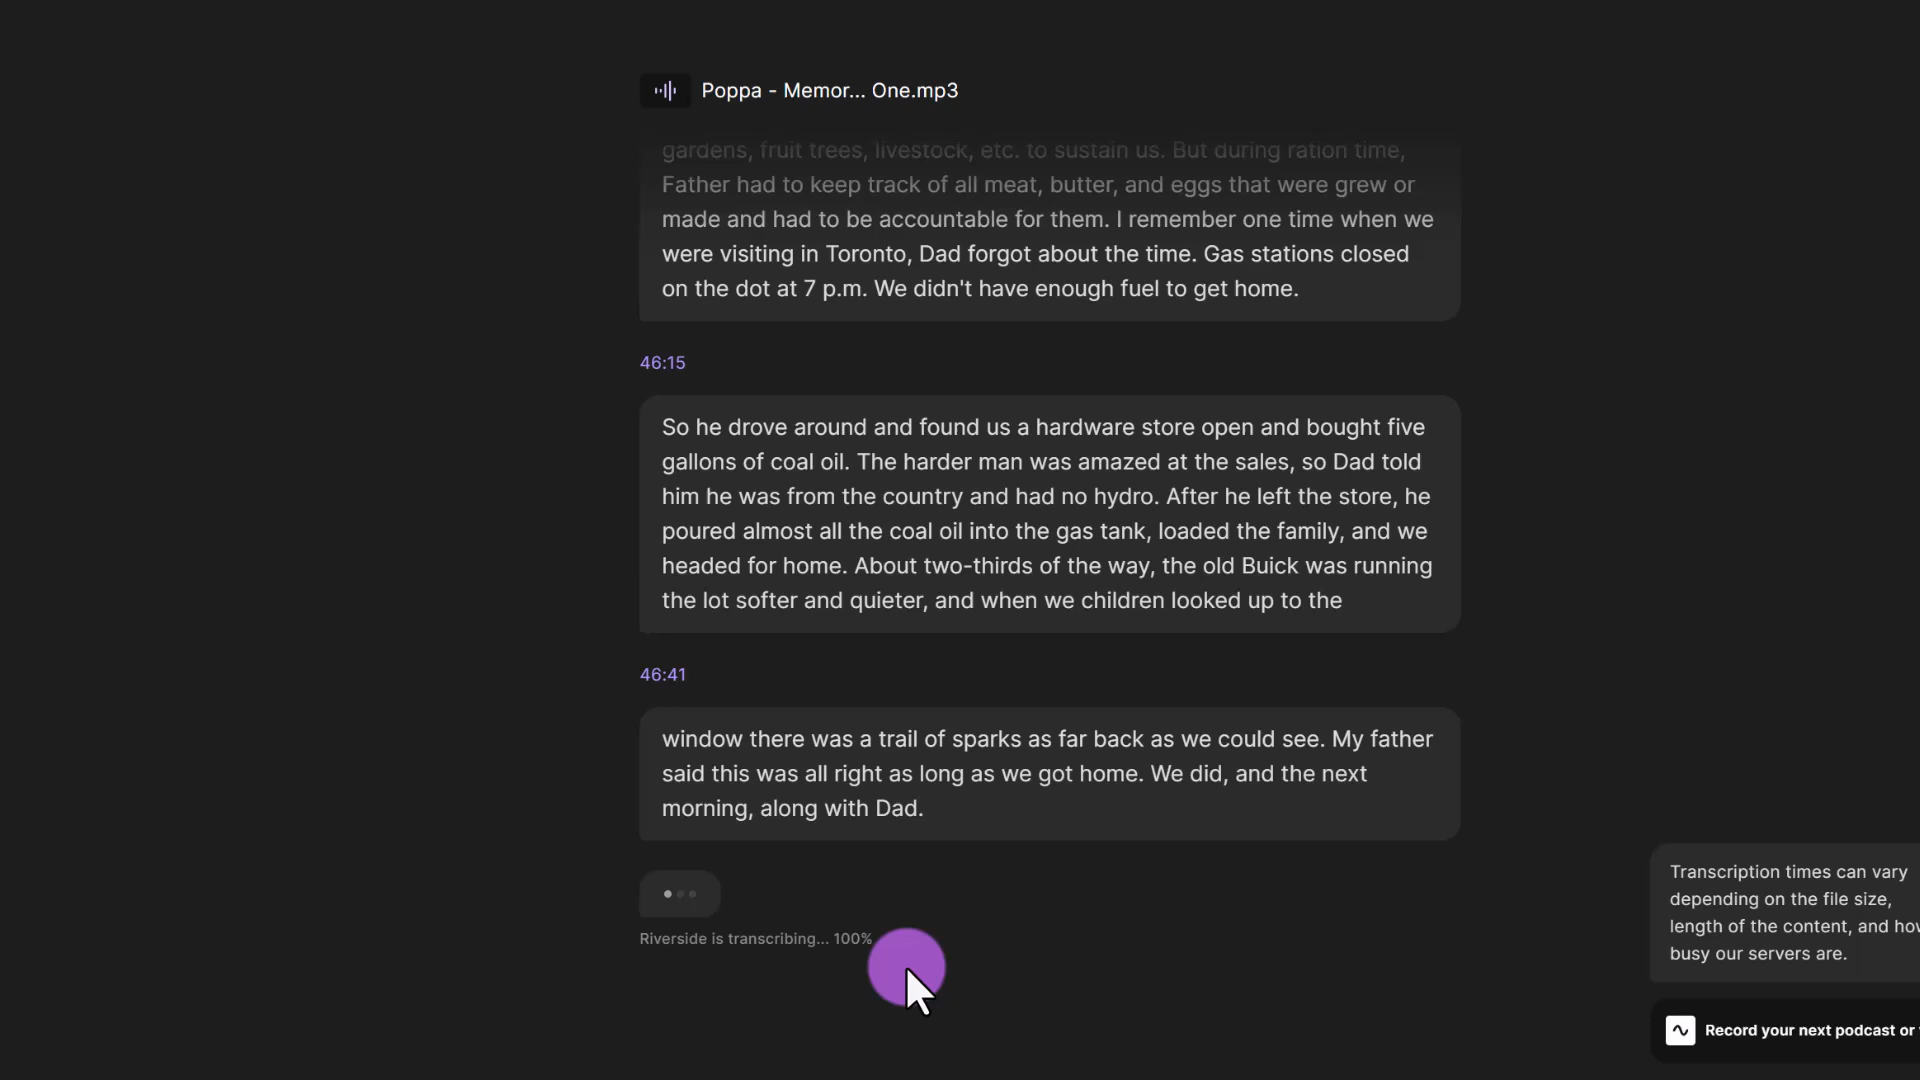 Poppa - Memor... One.mp3
gardens, fruit trees, livestock, etc. to sustain us. But during ration time,
Father had to keep track of all meat, butter, and eggs that were grew or
made and had to be accountable for them. I remember one time when we
were visiting in Toronto, Dad forgot about the time. Gas stations closed
on the dot at 7 p.m. We didn't have enough fuel to get home.
46:15
So he drove around and found us a hardware store open and bought five
gallons of coal oil. The harder man was amazed at the sales, so Dad told
him he was from the country and had no hydro. After he left the store, he
poured almost all the coal oil into the gas tank, loaded the family, and we
headed for home. About two-thirds of the way, the old Buick was running
the lot softer and quieter, and when we children looked up to the
46:41
window there was a trail of sparks as far back as we could see. My father
said this was all right as long as we got home. We did, and the next
morning, along with Dad.
Riverside is transcribing... 100%
Transcription times can vary
depending on the file size,
length of the content, and
busy our servers are.
Record your next podcast or